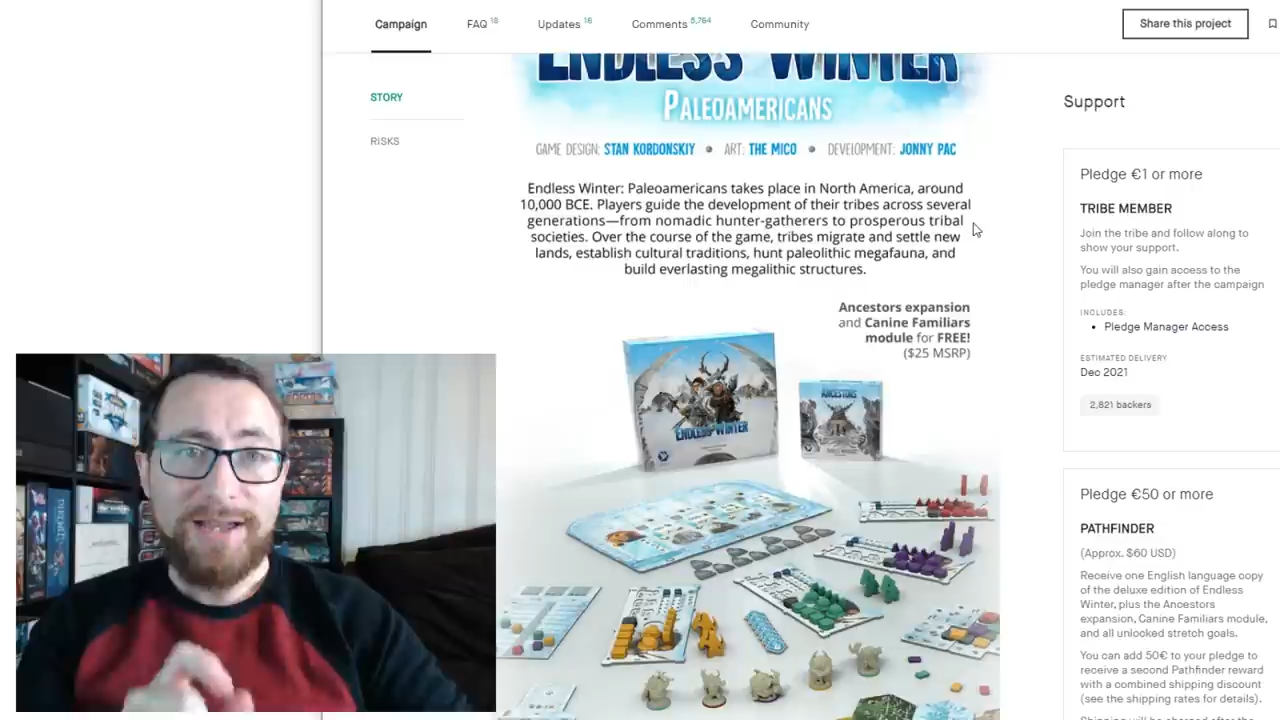 Campaign
FAQ 18
Updates 16
Comments 8,764
Community
Share this project
STORY
RISKS
ENDLESS WINTER
PALEOAMERICANS
GAME DESIGN: STAN KORDONSKIY • ART: THE MICO • DEVELOPMENT: JONNY PAC
Endless Winter: Paleoamericans takes place in North America, around
10,000 BCE. Players guide the development of their tribes across several
generations—from nomadic hunter-gatherers to prosperous tribal
societies. Over the course of the game, tribes migrate and settle new
lands, establish cultural traditions, hunt paleolithic megafauna, and
build everlasting megalithic structures.
Ancestors expansion
and Canine Familiars
module for FREE!
($25 MSRP)
ENDLESS WINTER
ANCESTORS
Support
Pledge €1 or more
TRIBE MEMBER
Join the tribe and follow along to
show your support.
You will also gain access to the
pledge manager after the campaign
INCLUDES:
• Pledge Manager Access
ESTIMATED DELIVERY
Dec 2021
2,821 backers
Pledge €50 or more
PATHFINDER
(Approx. $60 USD)
Receive one English language copy
of the deluxe edition of Endless
Winter, plus the Ancestors
expansion, Canine Familiars module,
and all unlocked stretch goals.
You can add 50€ to your pledge to
receive a second Pathfinder reward
with a combined shipping discount
(see the shipping rates for details).
Shipping will be charged after the